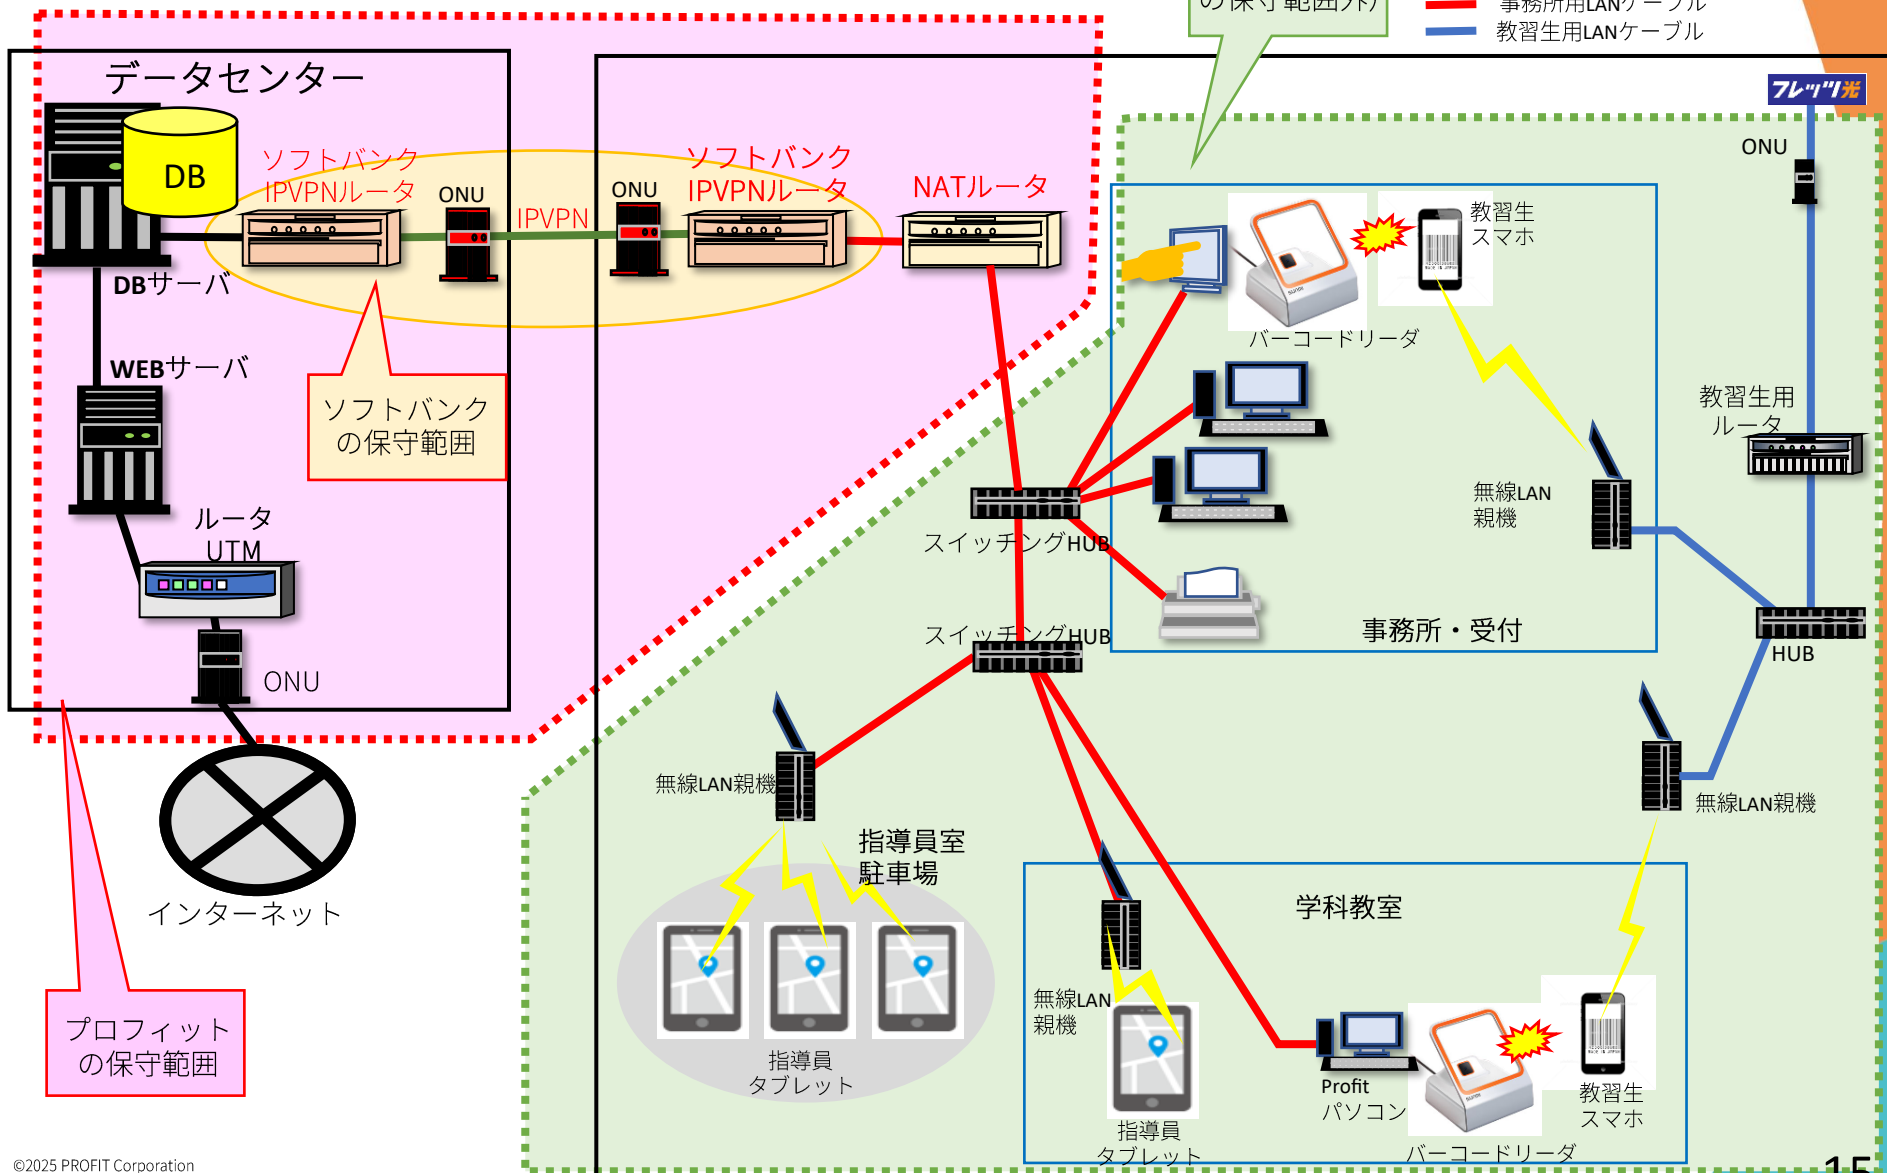 の保守範囲外)
事務所用LANケーブル
教習生用LANケーブル
データセンター
フレッツ光
DB
ソフトバンク
IPVPNルータ
ONU
IPVPN
ONU
ソフトバンク
IPVPNルータ
NATルータ
ONU
教習生
スマホ
DBサーバ
バーコードリーダ
WEBサーバ
ソフトバンク
の保守範囲
教習生用
ルータ
無線LAN
親機
ルータ
UTM
スイッチングHUB
スイッチングHUB
事務所・受付
HUB
ONU
無線LAN親機
無線LAN親機
指導員室
駐車場
インターネット
学科教室
無線LAN
親機
プロフィット
の保守範囲
指導員
タブレット
Profit
パソコン
教習生
スマホ
指導員
タブレット
バーコードリーダ
©2025 PROFIT Corporation
15